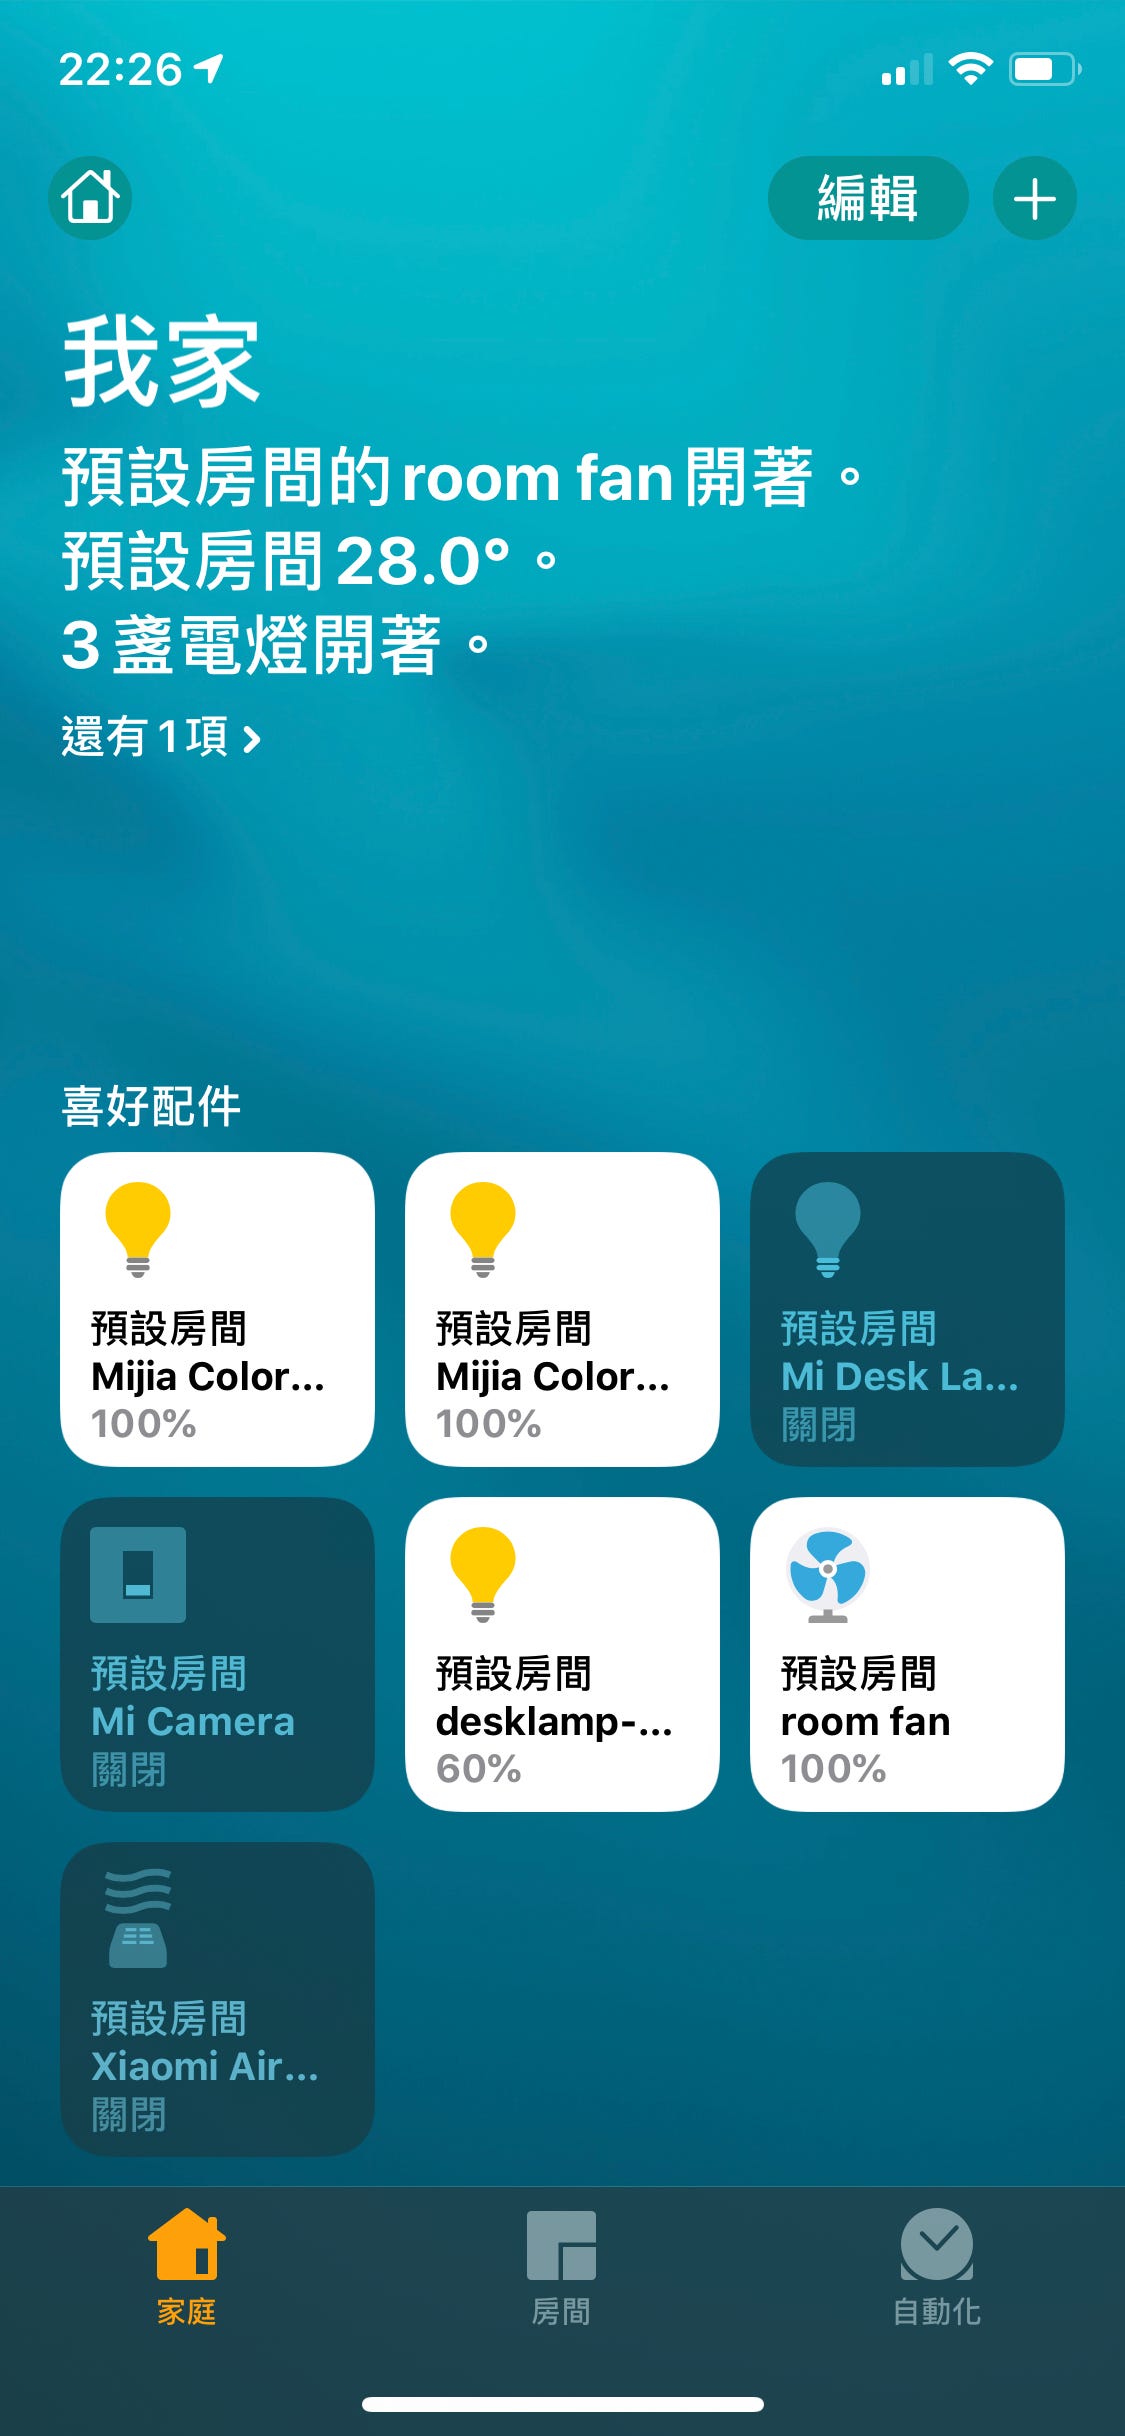 22:26
編輯
我家
預設房間的room fan開著。
預設房間28.0°。
3盞電燈開著。
還有1項
喜好配件
預設房間
Mijia Color...
100%
預設房間
Mijia Color...
100%
預設房間
Mi Desk La...
關閉
預設房間
Mi Camera
關閉
預設房間
desklamp-...
60%
預設房間
room fan
100%
預設房間
Xiaomi Air...
關閉
家庭
房間
自動化